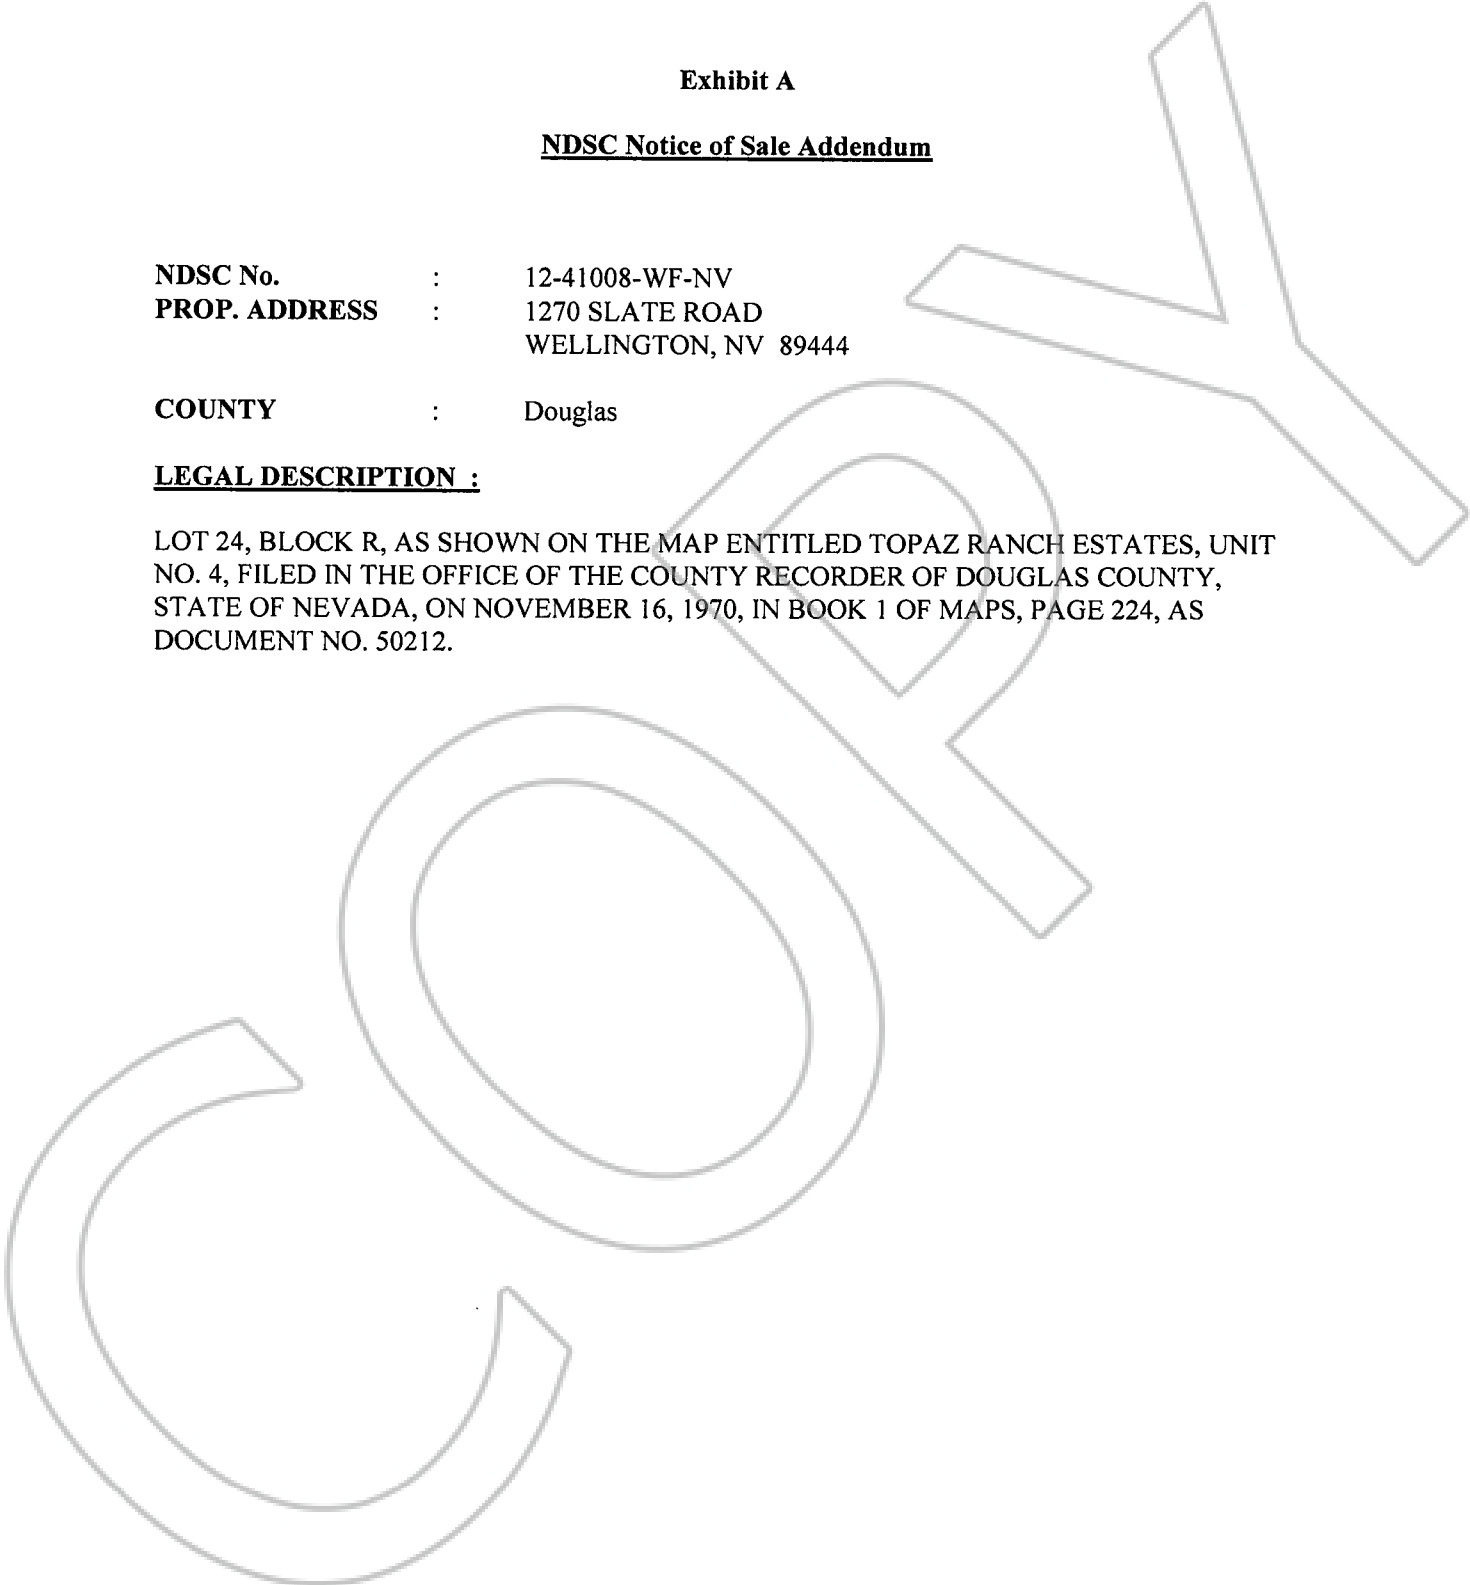 Exhibit A
NDSC Notice of Sale Addendum
NDSC No. : 12-41008-WF-NV
PROP. ADDRESS : 1270 SLATE ROAD
WELLINGTON, NV 89444
COUNTY : Douglas
LEGAL DESCRIPTION :
LOT 24, BLOCK R, AS SHOWN ON THE MAP ENTITLED TOPAZ RANCH ESTATES, UNIT
NO. 4, FILED IN THE OFFICE OF THE COUNTY RECORDER OF DOUGLAS COUNTY,
STATE OF NEVADA, ON NOVEMBER 16, 1970, IN BOOK 1 OF MAPS, PAGE 224, AS
DOCUMENT NO. 50212.
COPY